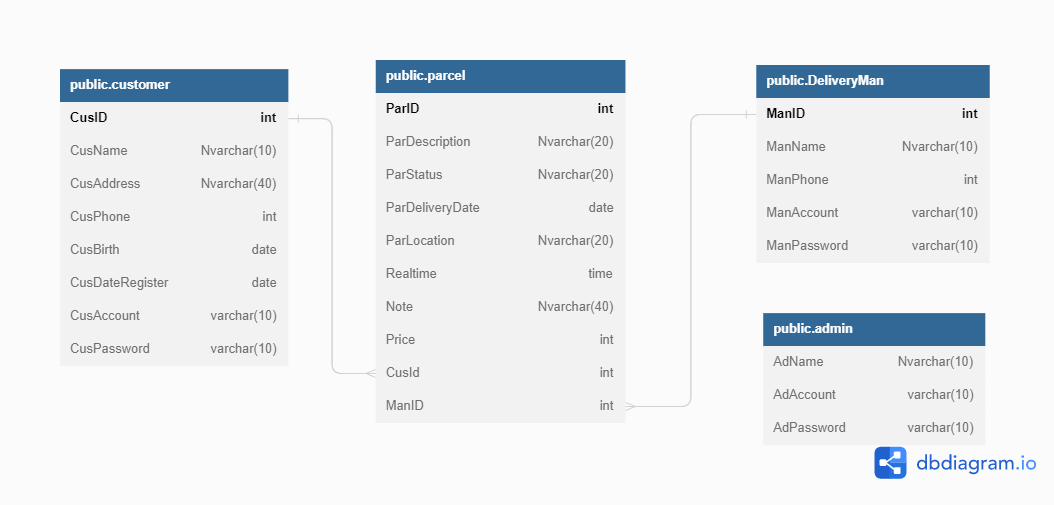 public.customer
CusID int
CusName Nvarchar(10)
CusAddress Nvarchar(40)
CusPhone int
CusBirth date
CusDateRegister date
CusAccount varchar(10)
CusPassword varchar(10)
public.parcel
ParID int
ParDescription Nvarchar(20)
ParStatus Nvarchar(20)
ParDeliveryDate date
ParLocation Nvarchar(20)
Realtime time
Note Nvarchar(40)
Price int
CusId int
ManID int
public.DeliveryMan
ManID int
ManName Nvarchar(10)
ManPhone int
ManAccount varchar(10)
ManPassword varchar(10)
public.admin
AdName Nvarchar(10)
AdAccount varchar(10)
AdPassword varchar(10)
dbdiagram.io